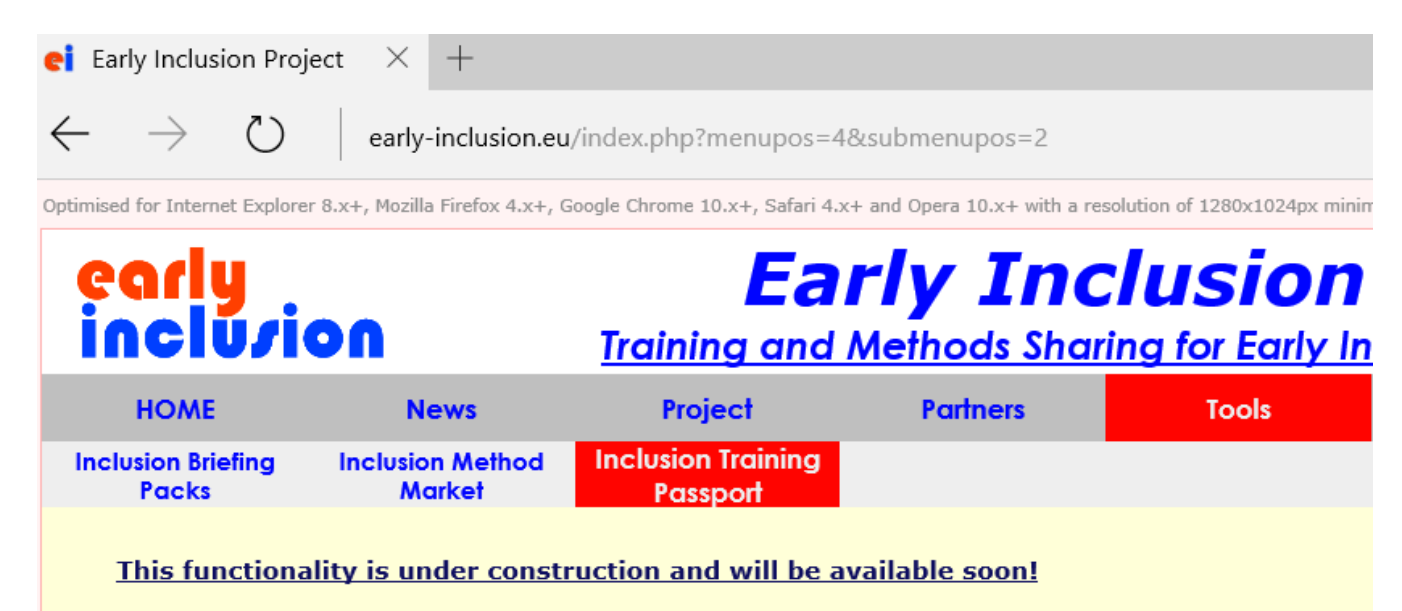 ei Early Inclusion Project
early-inclusion.eu/index.php?menupos=4&submenupos=2
Optimised for Internet Explorer 8.x+, Mozilla Firefox 4.x+, Google Chrome 10.x+, Safari 4.x+ and Opera 10.x+ with a resolution of 1280x1024px minim
early
inclusion
Early Inclusion
Training and Methods Sharing for Early In
HOME News Project Partners Tools
Inclusion Briefing Packs
Inclusion Method Market
Inclusion Training Passport
This functionality is under construction and will be available soon!